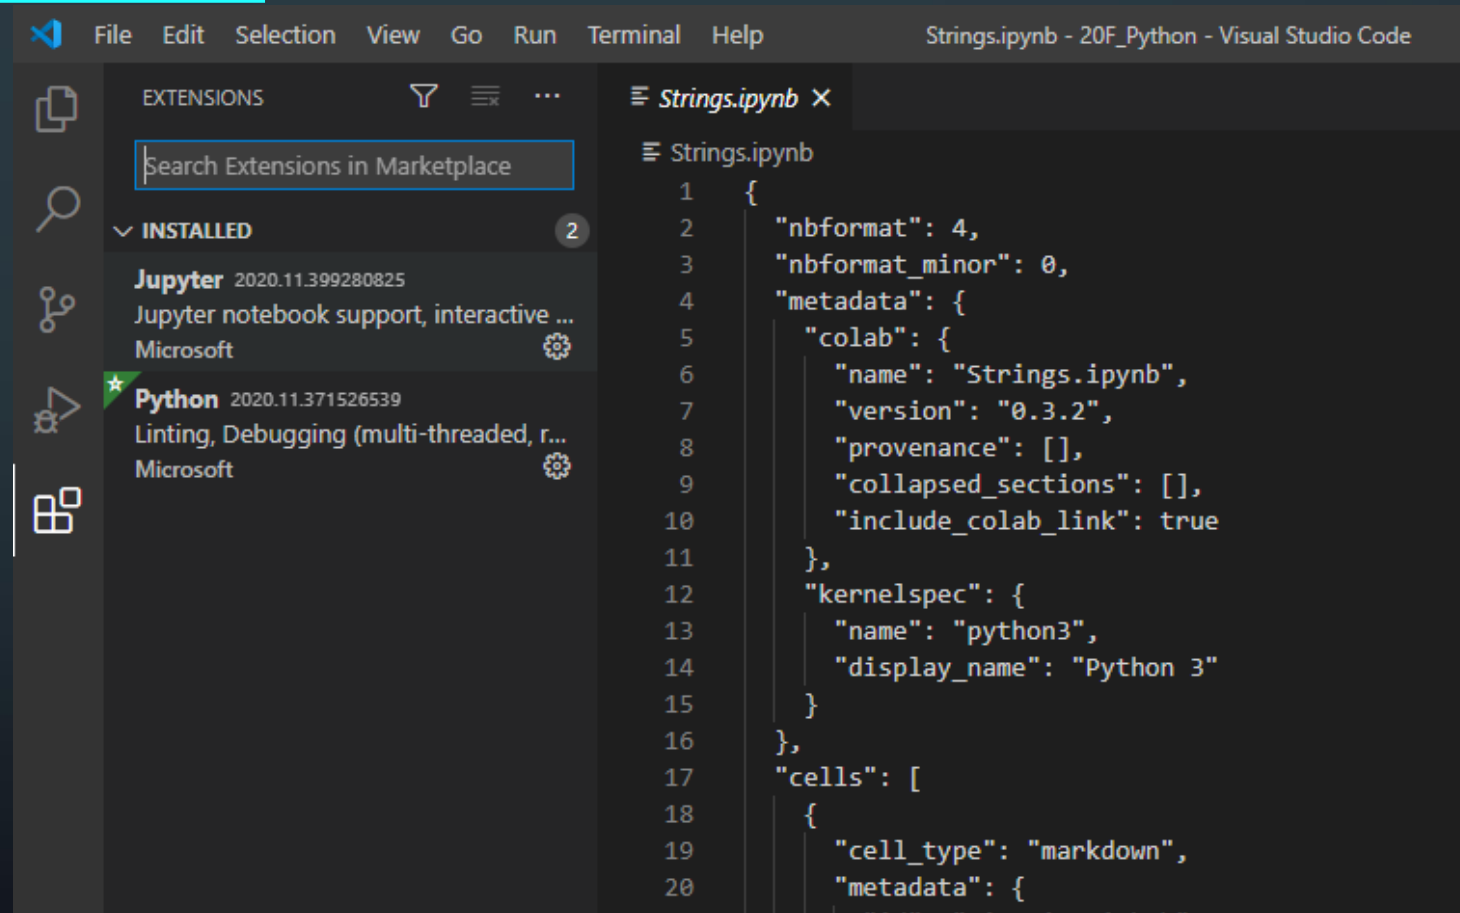 File Edit Selection View Go Run Terminal Help Strings.ipynb - 20F_Python - Visual Studio Code
EXTENSIONS
Search Extensions in Marketplace
INSTALLED 2
Jupyter 2020.11.399280825
Jupyter notebook support, interactive ...
Microsoft
Python 2020.11.371526539
Linting, Debugging (multi-threaded, r...
Microsoft
Strings.ipynb
Strings.ipynb
1 {
2 "nbformat": 4,
3 "nbformat_minor": 0,
4 "metadata": {
5 "colab": {
6 "name": "Strings.ipynb",
7 "version": "0.3.2",
8 "provenance": [],
9 "collapsed_sections": [],
10 "include_colab_link": true
11 },
12 "kernelspec": {
13 "name": "python3",
14 "display_name": "Python 3"
15 }
16 },
17 "cells": [
18 {
19 "cell_type": "markdown",
20 "metadata": {